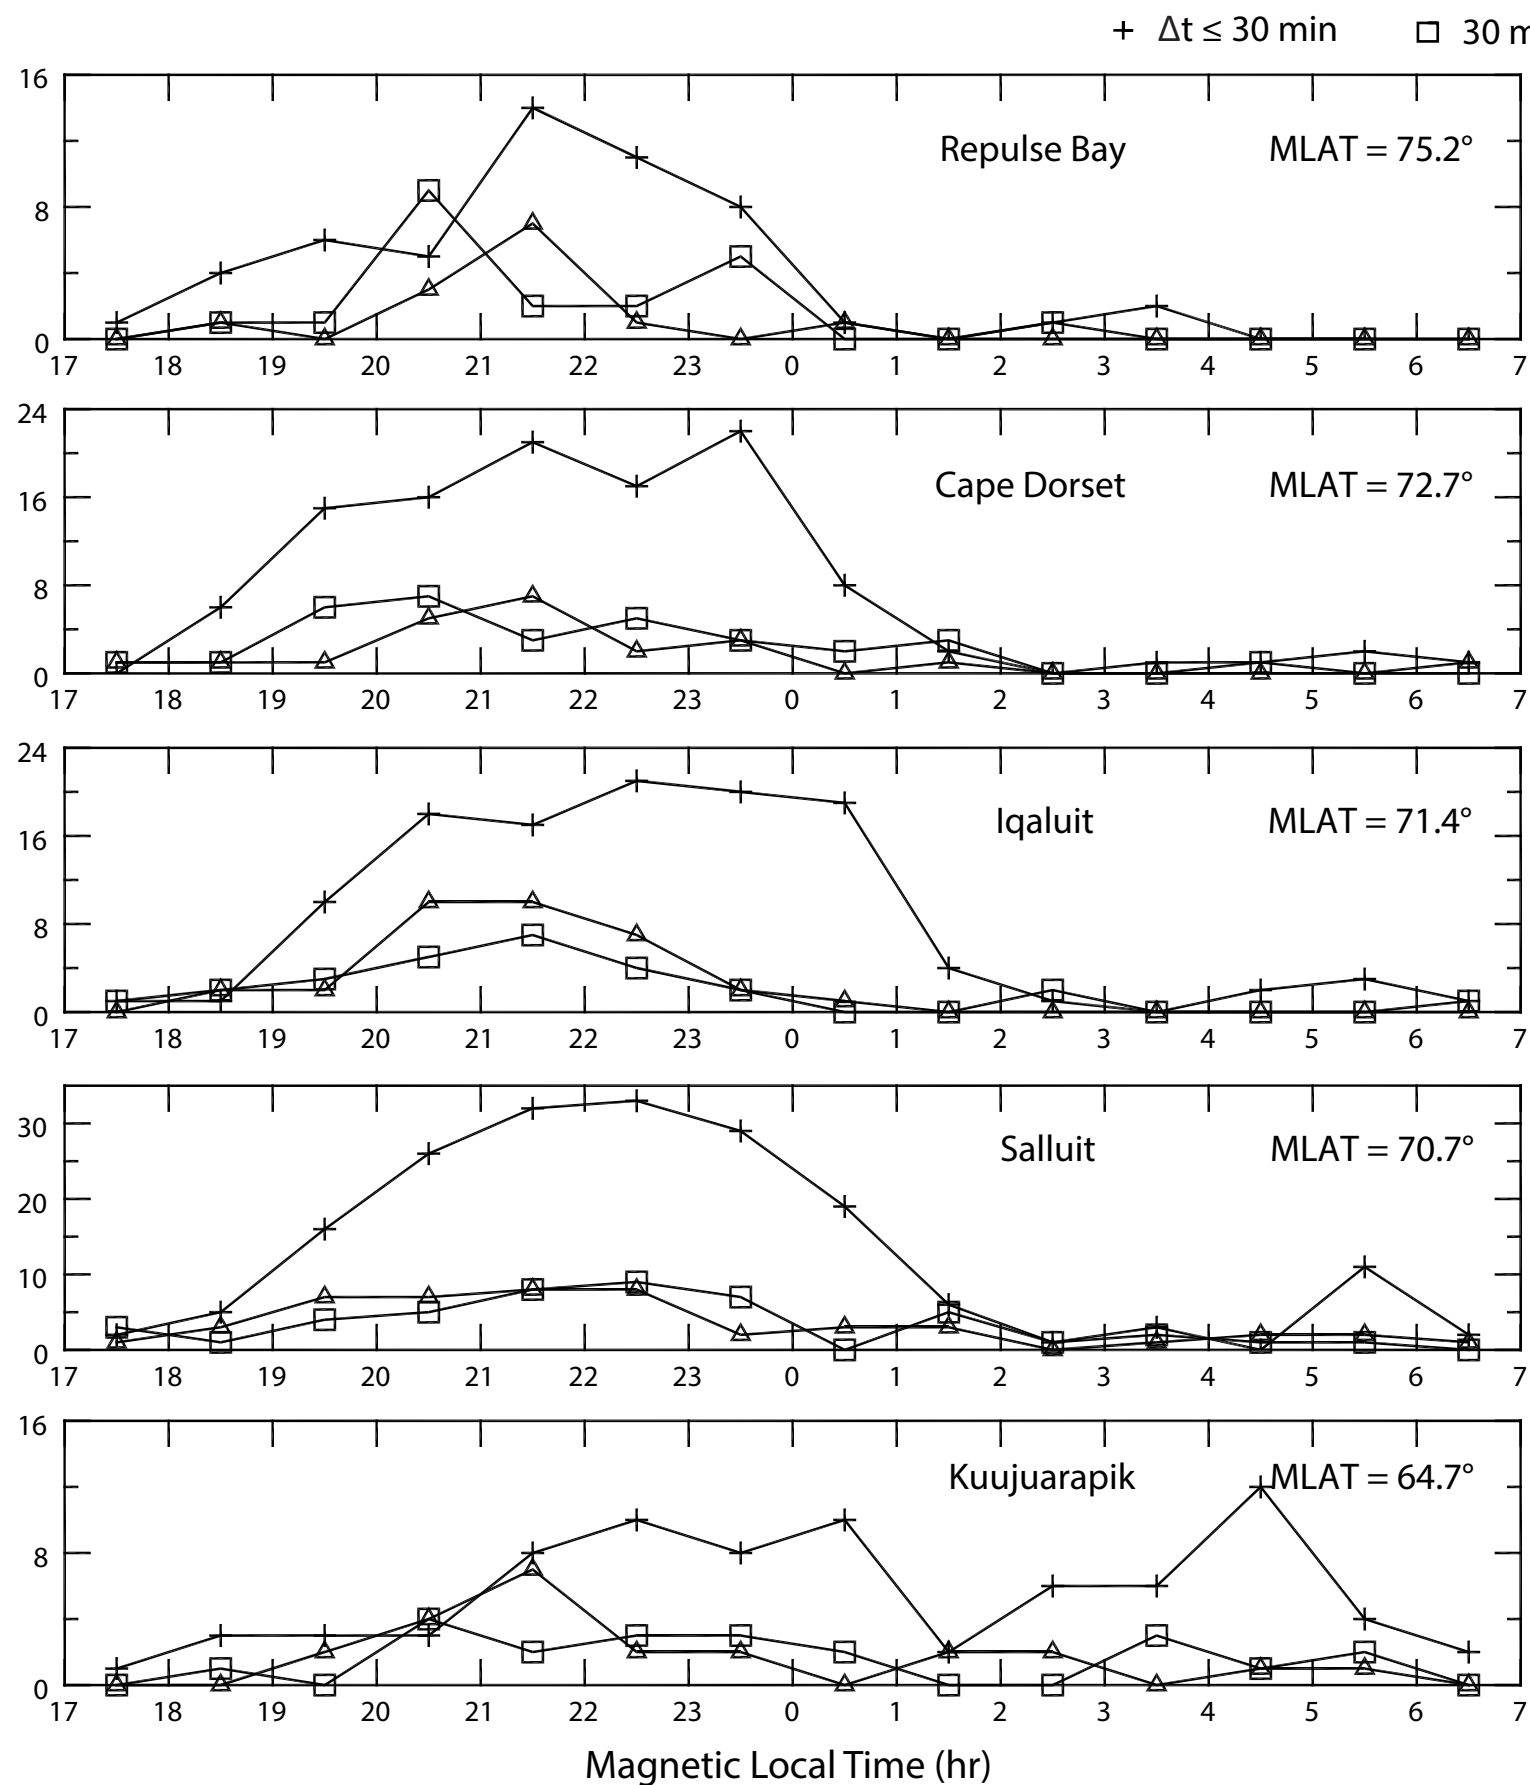 + Δt ≤ 30 min □ 30 m
16
Repulse Bay MLAT = 75.2°
8
0
17 18 19 20 21 22 23 0 1 2 3 4 5 6 7
24
Cape Dorset MLAT = 72.7°
16
8
0
17 18 19 20 21 22 23 0 1 2 3 4 5 6 7
24
Iqaluit MLAT = 71.4°
16
8
0
17 18 19 20 21 22 23 0 1 2 3 4 5 6 7
30
Salluit MLAT = 70.7°
20
10
0
17 18 19 20 21 22 23 0 1 2 3 4 5 6 7
16
Kuujuarapik MLAT = 64.7°
8
0
17 18 19 20 21 22 23 0 1 2 3 4 5 6 7
Magnetic Local Time (hr)